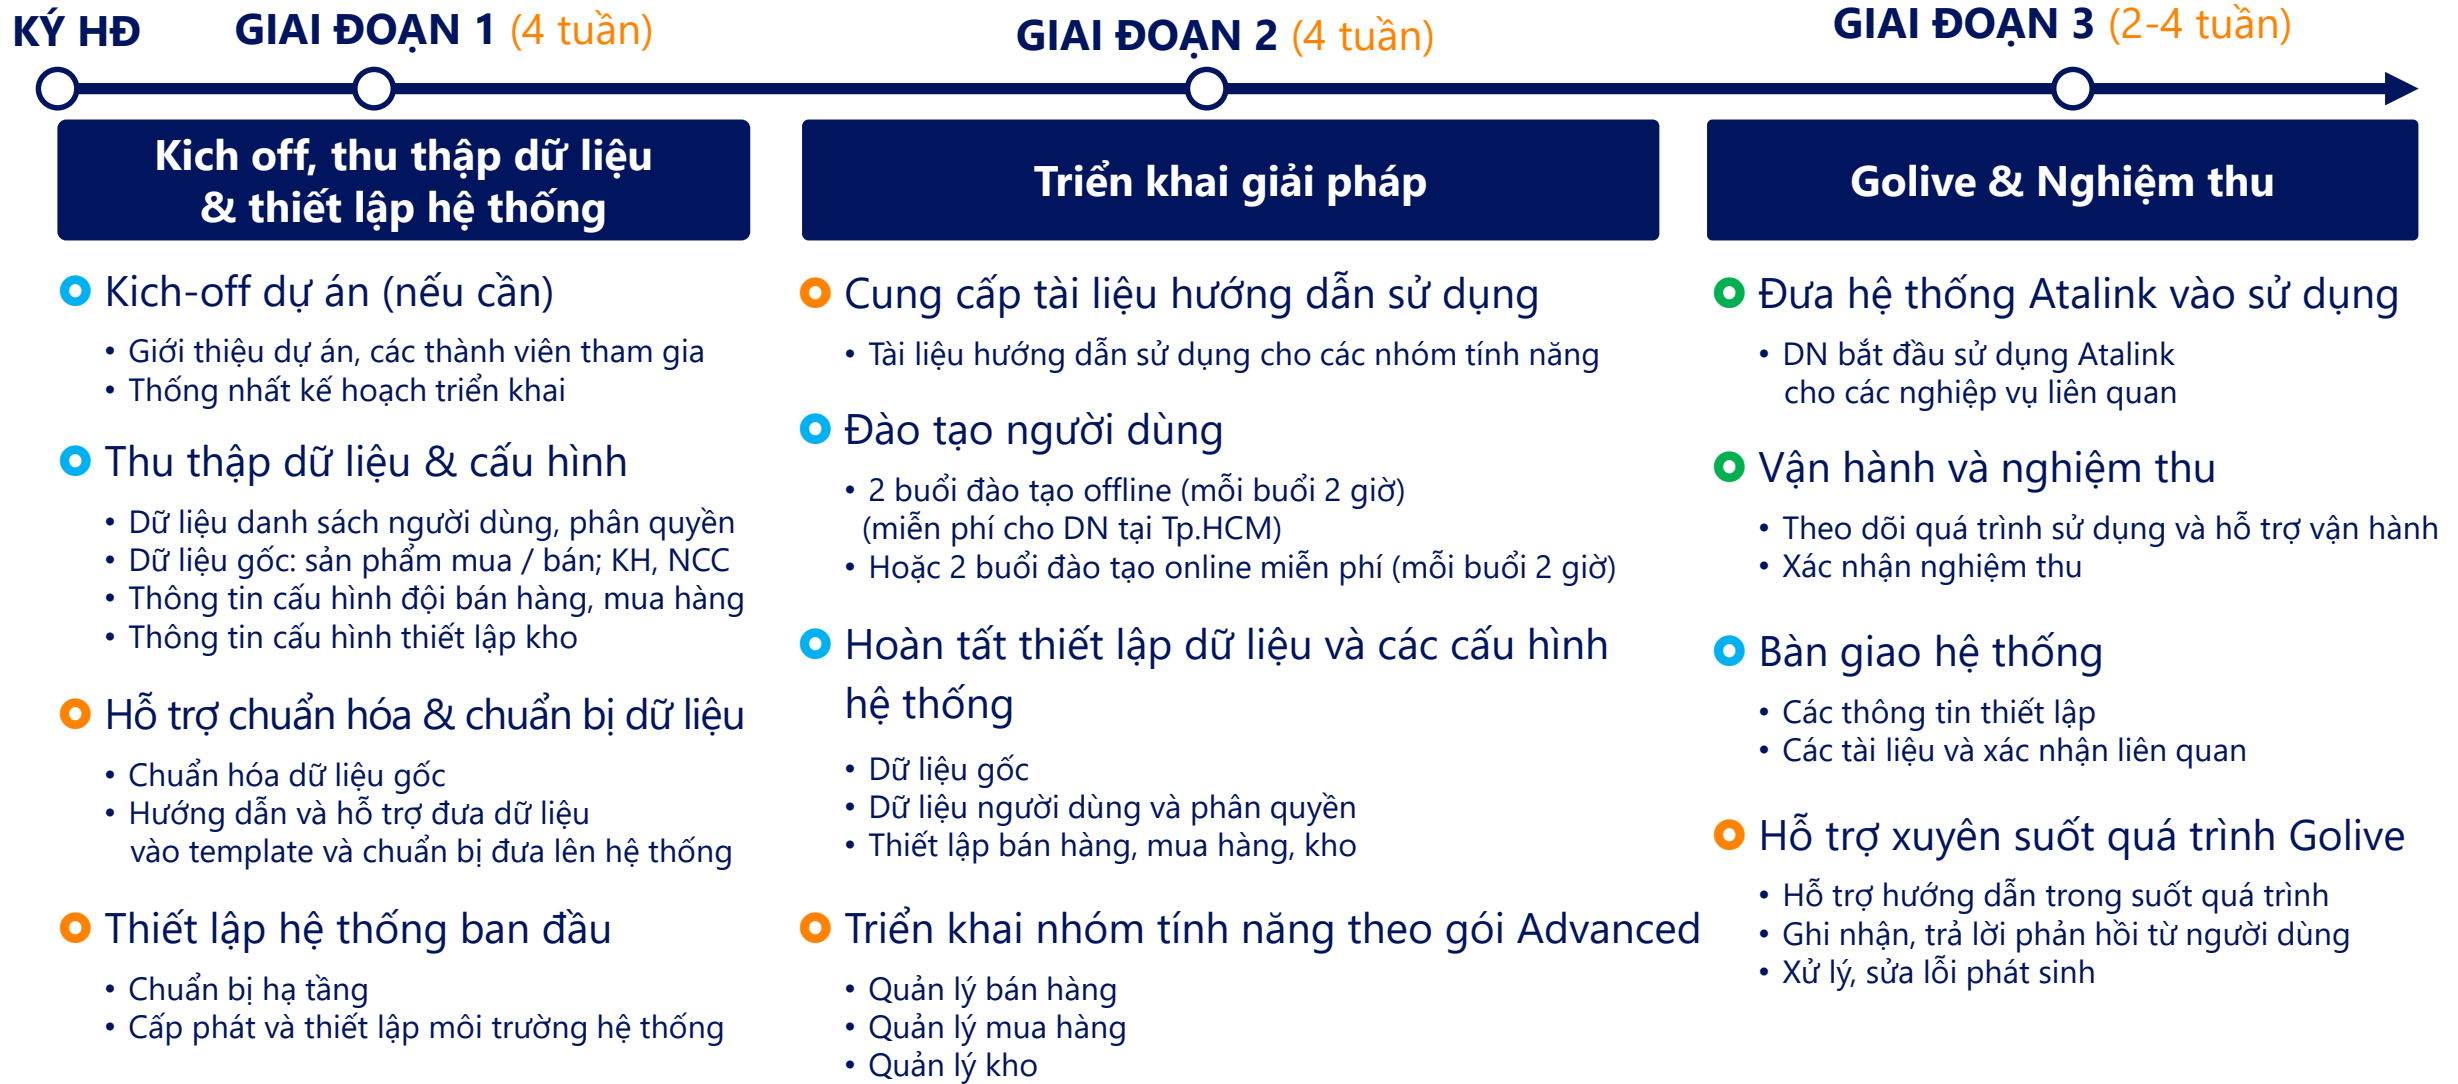 KÝ HĐ
GIAI ĐOẠN 1 (4 tuần)
GIAI ĐOẠN 2 (4 tuần)
GIAI ĐOẠN 3 (2-4 tuần)
Kich off, thu thập dữ liệu
& thiết lập hệ thống
Kich-off dự án (nếu cần)
• Giới thiệu dự án, các thành viên tham gia
• Thống nhất kế hoạch triển khai
Thu thập dữ liệu & cấu hình
• Dữ liệu danh sách người dùng, phân quyền
• Dữ liệu gốc: sản phẩm mua / bán; KH, NCC
• Thông tin cấu hình đội bán hàng, mua hàng
• Thông tin cấu hình thiết lập kho
Hỗ trợ chuẩn hóa & chuẩn bị dữ liệu
• Chuẩn hóa dữ liệu gốc
• Hướng dẫn và hỗ trợ đưa dữ liệu
vào template và chuẩn bị đưa lên hệ thống
Thiết lập hệ thống ban đầu
• Chuẩn bị hạ tầng
• Cấp phát và thiết lập môi trường hệ thống
Triển khai giải pháp
Cung cấp tài liệu hướng dẫn sử dụng
• Tài liệu hướng dẫn sử dụng cho các nhóm tính năng
Đào tạo người dùng
• 2 buổi đào tạo offline (mỗi buổi 2 giờ)
(miễn phí cho DN tại Tp.HCM)
• Hoặc 2 buổi đào tạo online miễn phí (mỗi buổi 2 giờ)
Hoàn tất thiết lập dữ liệu và các cấu hình
hệ thống
• Dữ liệu gốc
• Dữ liệu người dùng và phân quyền
• Thiết lập bán hàng, mua hàng, kho
Triển khai nhóm tính năng theo gói Advanced
• Quản lý bán hàng
• Quản lý mua hàng
• Quản lý kho
Golive & Nghiệm thu
Đưa hệ thống Atalink vào sử dụng
• DN bắt đầu sử dụng Atalink
cho các nghiệp vụ liên quan
Vận hành và nghiệm thu
• Theo dõi quá trình sử dụng và hỗ trợ vận hành
• Xác nhận nghiệm thu
Bàn giao hệ thống
• Các thông tin thiết lập
• Các tài liệu và xác nhận liên quan
Hỗ trợ xuyên suốt quá trình Golive
• Hỗ trợ hướng dẫn trong suốt quá trình
• Ghi nhận, trả lời phản hồi từ người dùng
• Xử lý, sửa lỗi phát sinh